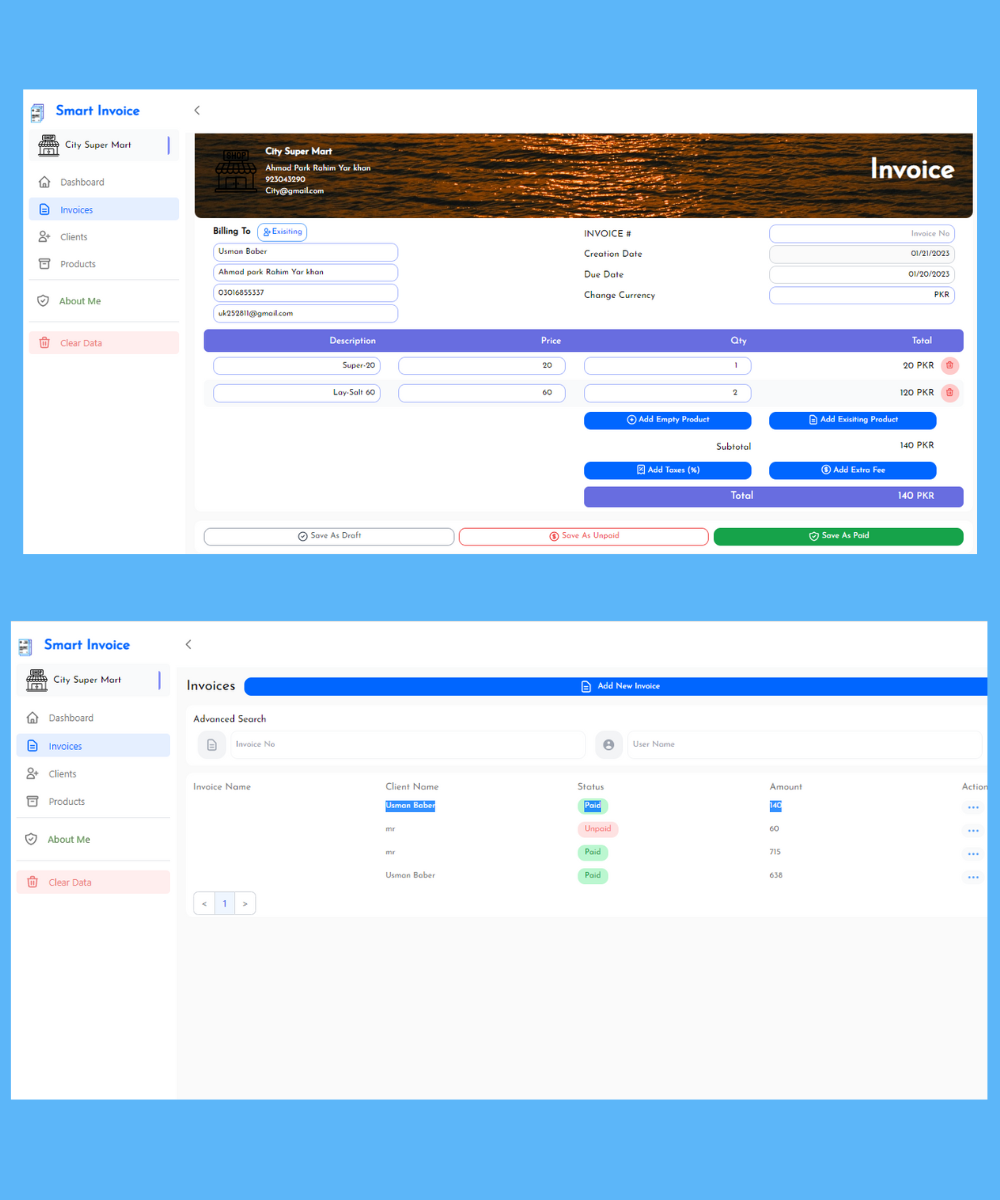 Smart Invoice
SHOP
City Super Mart
Dashboard
Invoices
Clients
Products
About Me
Clear Data
SHOP
City Super Mart
Ahmad Park Rahim Yar khan
923043290
City@gmail.com
Invoice
Billing To
Exisiting
Usman Baber
Ahmad park Rahim Yar khan
03016855337
uk252811@gmail.com
INVOICE # Invoice No
Creation Date 01/21/2023
Due Date 01/20/2023
Change Currency PKR
Description Price Qty Total
Super-20 20 1 20 PKR
Lay-Salt 60 60 2 120 PKR
Add Empty Product Add Exisiting Product
Subtotal 140 PKR
Add Taxes (%) Add Extra Fee
Total 140 PKR
Save As Draft Save As Unpaid Save As Paid
Smart Invoice
SHOP
City Super Mart
Dashboard
Invoices
Clients
Products
About Me
Clear Data
Invoices Add New Invoice
Advanced Search
Invoice No User Name
Invoice Name Client Name Status Amount Action
Usman Baber Paid 140
mr Unpaid 60
mr Paid 715
Usman Baber Paid 638
< 1 >